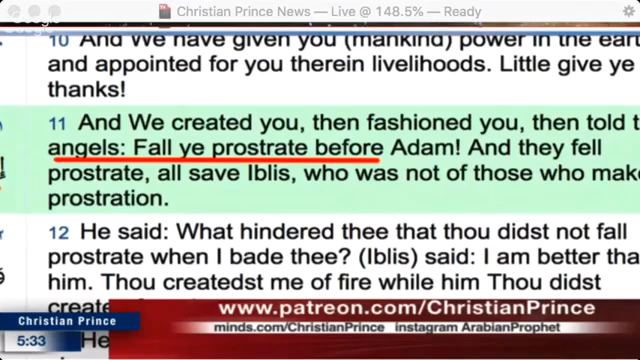 Christian Prince News — Live @ 148.5% — Ready
10 And We have given you (mankind) power in the ear
and appointed for you therein livelihoods. Little give ye
thanks!
11 And We created you, then fashioned you, then told t
angels: Fall ye prostrate before Adam! And they fell
prostrate, all save Iblis, who was not of those who mak
prostration.
12 He said: What hindered thee that thou didst not fall
prostrate when I bade thee? (Iblis) said: I am better tha
him. Thou createdst me of fire while him Thou didst
create
He
www.patreon.com/ChristianPrince
minds.com/ChristianPrince instagram ArabianProphet
Christian Prince
5:33